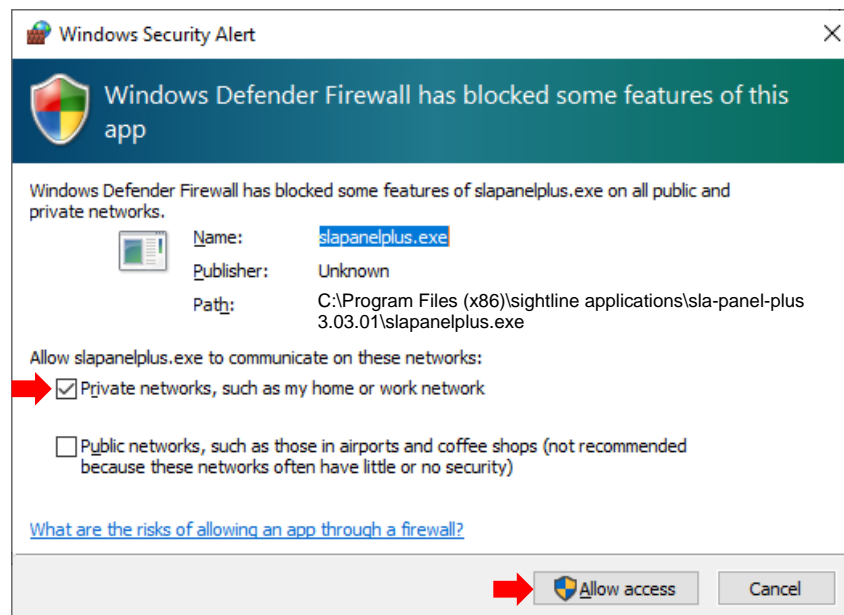 Windows Security Alert
Windows Defender Firewall has blocked some features of this
app
Windows Defender Firewall has blocked some features of slapanelplus.exe on all public and
private networks.
Name: slapanelplus.exe
Publisher: Unknown
Path: C:\Program Files (x86)\sightline applications\sla-panel-plus
3.03.01\slapanelplus.exe
Allow slapanelplus.exe to communicate on these networks:
Private networks, such as my home or work network
Public networks, such as those in airports and coffee shops (not recommended
because these networks often have little or no security)
What are the risks of allowing an app through a firewall?
Allow access Cancel